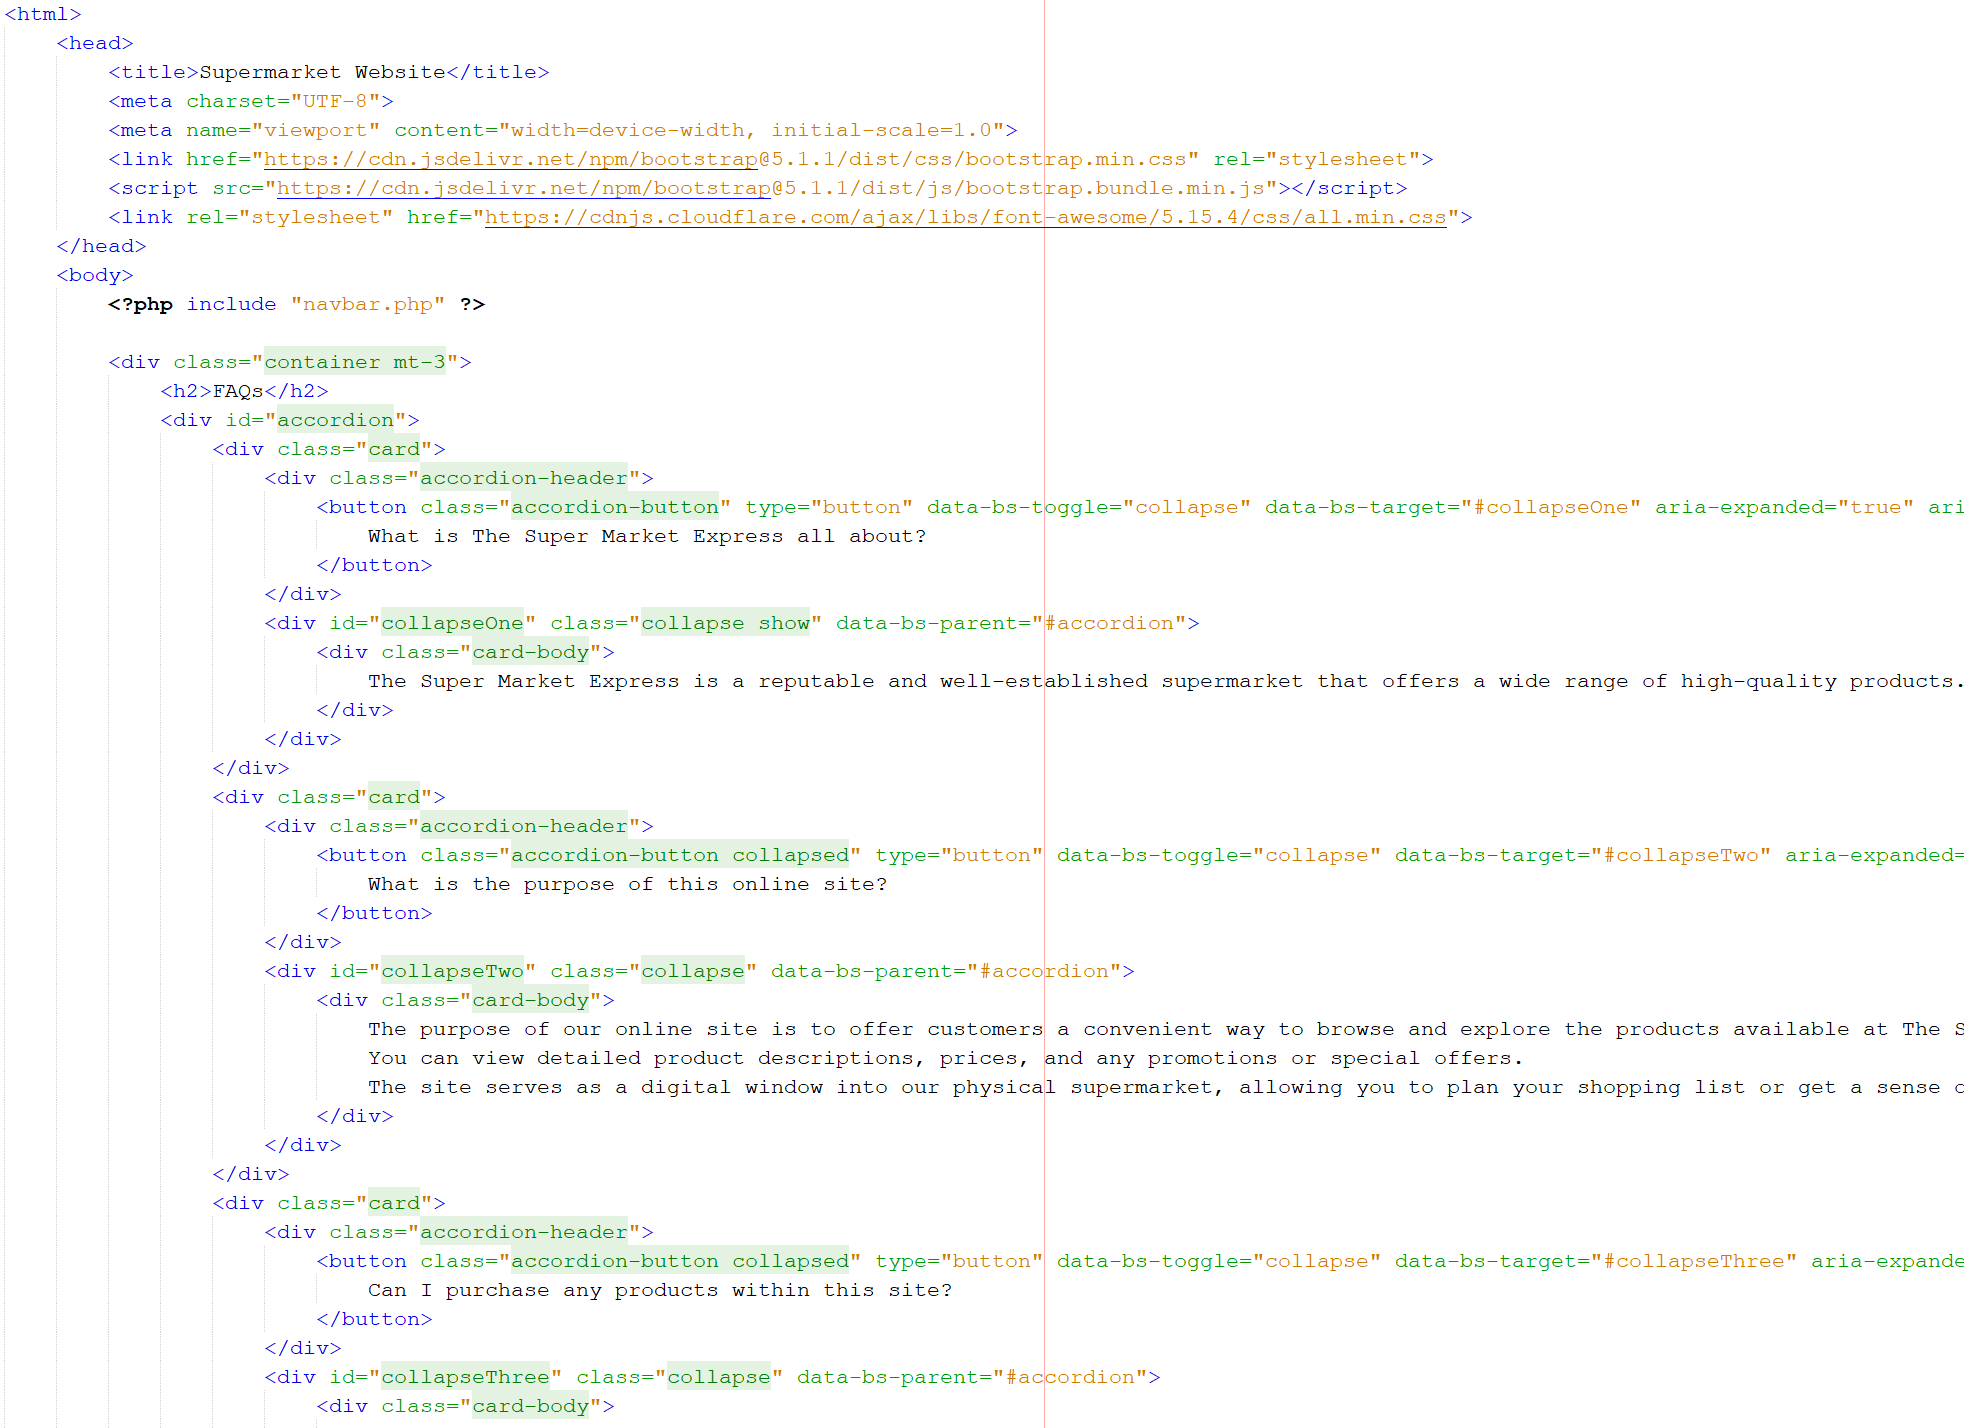 <html>
<head>
<title>Supermarket Website</title>
<meta charset="UTF-8">
<meta name="viewport" content="width=device-width, initial-scale=1.0">
<link href="https://cdn.jsdelivr.net/npm/bootstrap@5.1.1/dist/css/bootstrap.min.css" rel="stylesheet">
<script src="https://cdn.jsdelivr.net/npm/bootstrap@5.1.1/dist/js/bootstrap.bundle.min.js"></script>
<link rel="stylesheet" href="https://cdnjs.cloudflare.com/ajax/libs/font-awesome/5.15.4/css/all.min.css">
</head>
<body>
<?php include "navbar.php" ?>
<div class="container mt-3">
<h2>FAQs</h2>
<div id="accordion">
<div class="card">
<div class="accordion-header">
<button class="accordion-button" type="button" data-bs-toggle="collapse" data-bs-target="#collapseOne" aria-expanded="true" ari
What is The Super Market Express all about?
</button>
</div>
<div id="collapseOne" class="collapse show" data-bs-parent="#accordion">
<div class="card-body">
The Super Market Express is a reputable and well-established supermarket that offers a wide range of high-quality products.
</div>
</div>
</div>
<div class="card">
<div class="accordion-header">
<button class="accordion-button collapsed" type="button" data-bs-toggle="collapse" data-bs-target="#collapseTwo" aria-expanded=
What is the purpose of this online site?
</button>
</div>
<div id="collapseTwo" class="collapse" data-bs-parent="#accordion">
<div class="card-body">
The purpose of our online site is to offer customers a convenient way to browse and explore the products available at The S
You can view detailed product descriptions, prices, and any promotions or special offers.
The site serves as a digital window into our physical supermarket, allowing you to plan your shopping list or get a sense
</div>
</div>
</div>
<div class="card">
<div class="accordion-header">
<button class="accordion-button collapsed" type="button" data-bs-toggle="collapse" data-bs-target="#collapseThree" aria-expande
Can I purchase any products within this site?
</button>
</div>
<div id="collapseThree" class="collapse" data-bs-parent="#accordion">
<div class="card-body">